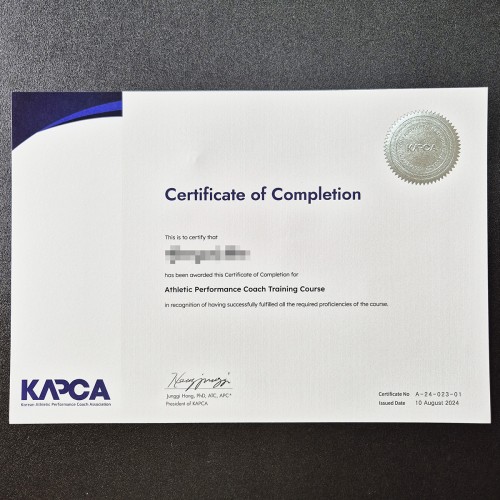 KAPCA
Certificate of Completion
This is to certify that
has been awarded this Certificate of Completion for
Athletic Performance Coach Training Course
in recognition of having successfully fulfilled all the required proficiencies of the course.
Junggi Hong, PhD, ATC, APC*
President of KAPCA
KAPCA
Korean Athletic Performance Coach Association
Certificate No A-24-023-01
Issued Date 10 August 2024